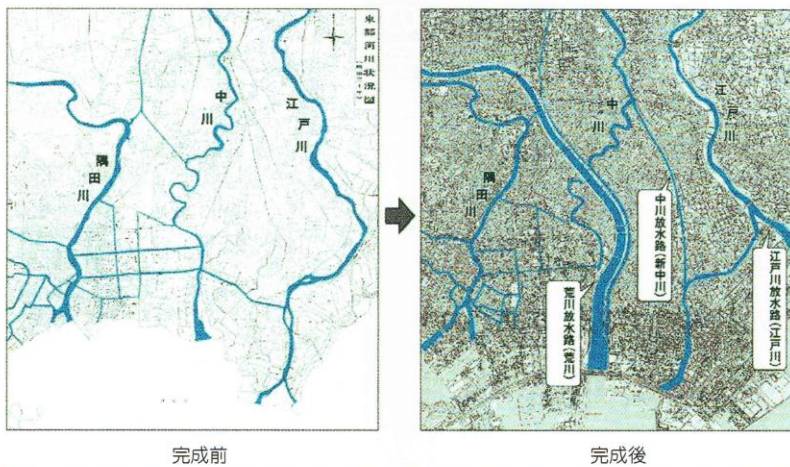 東部河川状況図
隅田川
中川
江戸川
完成前
隅田川
中川
江戸川
荒川放水路(荒川)
中川放水路(新中川)
江戸川放水路(江戸川)
完成後